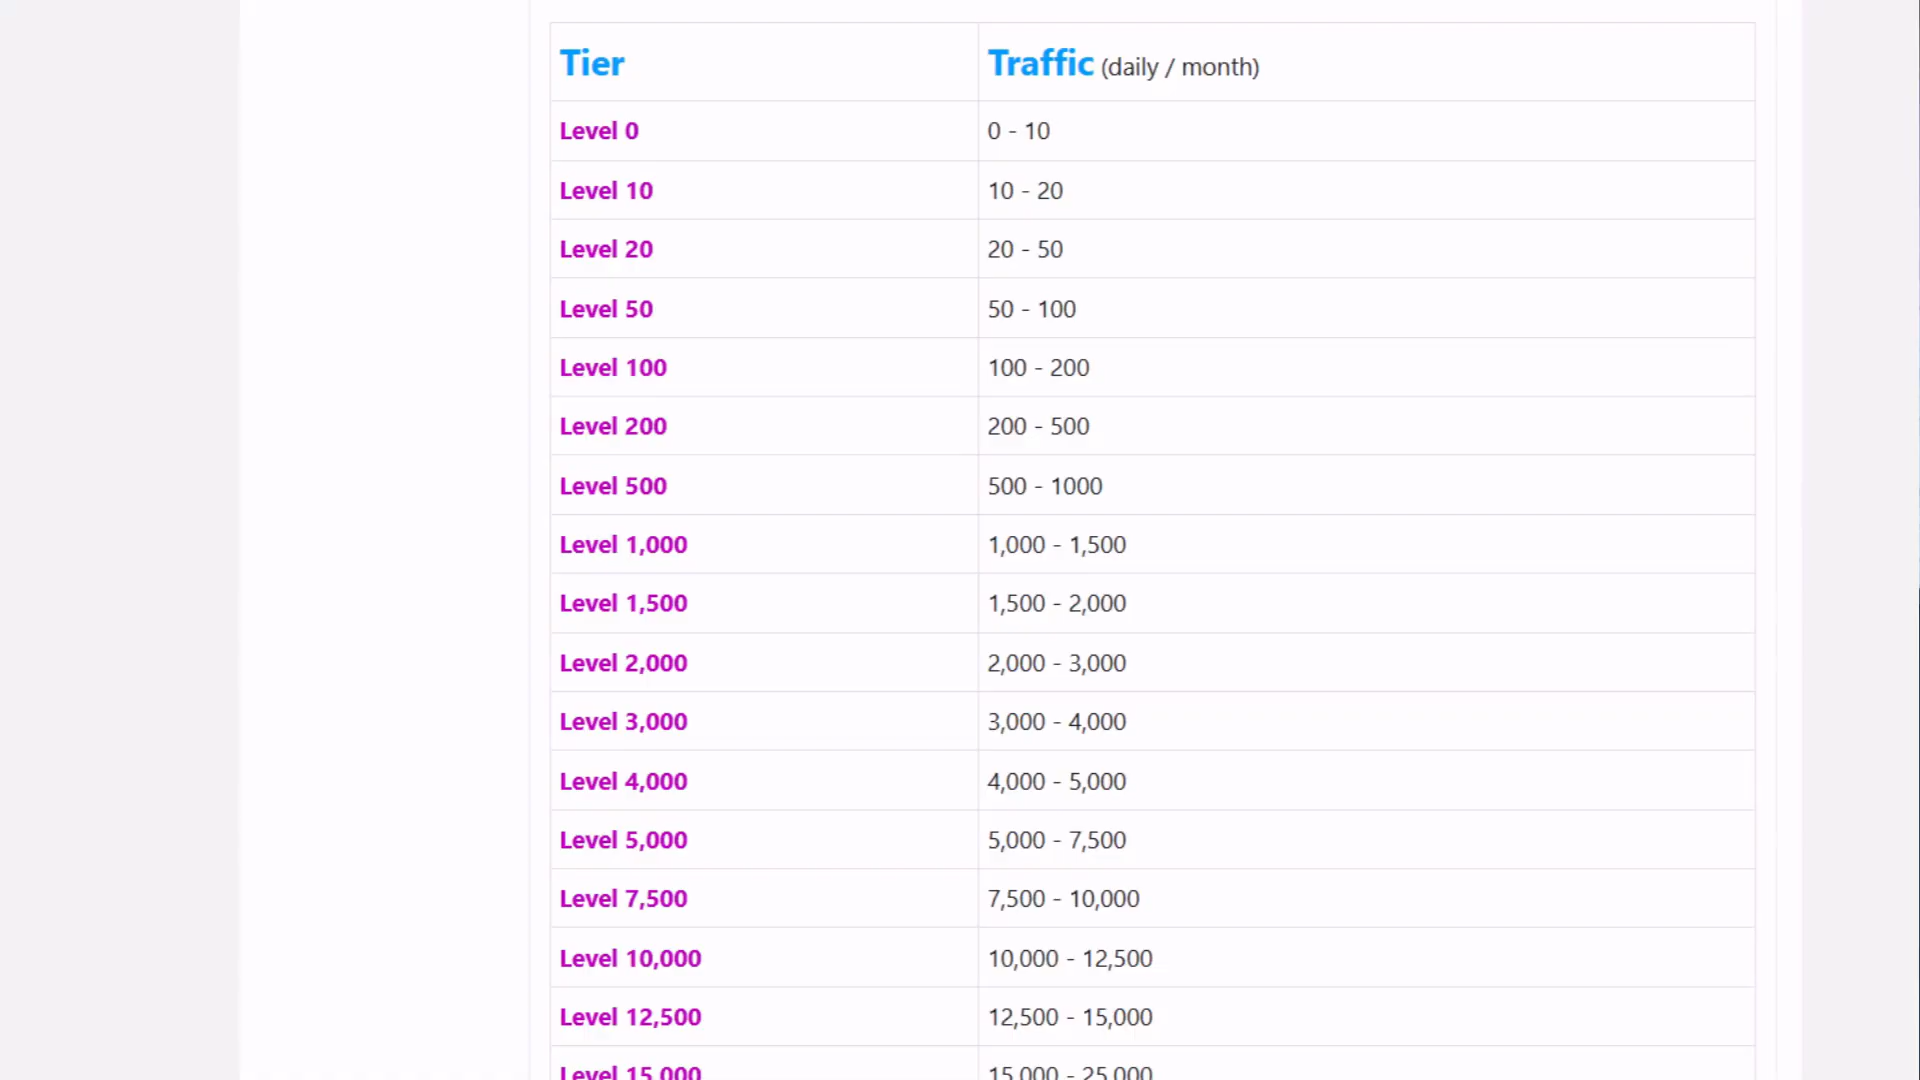 Tier Traffic (daily / month)
Level 0 0 - 10
Level 10 10 - 20
Level 20 20 - 50
Level 50 50 - 100
Level 100 100 - 200
Level 200 200 - 500
Level 500 500 - 1000
Level 1,000 1,000 - 1,500
Level 1,500 1,500 - 2,000
Level 2,000 2,000 - 3,000
Level 3,000 3,000 - 4,000
Level 4,000 4,000 - 5,000
Level 5,000 5,000 - 7,500
Level 7,500 7,500 - 10,000
Level 10,000 10,000 - 12,500
Level 12,500 12,500 - 15,000
Level 15,000 15,000 - 25,000